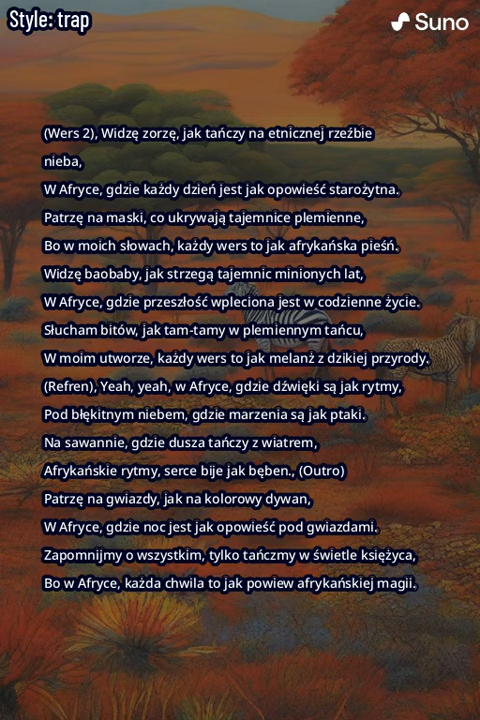 Style: trap
Suno
(Wers 2), Widzę zorzę, jak tańczy na etnicznej rzeźbie
nieba,
W Afryce, gdzie każdy dzień jest jak opowieść starożytna.
Patrzę na maski, co ukrywają tajemnice plemienne,
Bo w moich słowach, każdy wers to jak afrykańska pieśń.
Widzę baobaby, jak strzegą tajemnic minionych lat,
W Afryce, gdzie przeszłość wpleciona jest w codzienne życie.
Słucham bitów, jak tam-tamy w plemiennym tańcu,
W moim utworze, każdy wers to jak melanż z dzikiej przyrody.
(Refren), Yeah, yeah, w Afryce, gdzie dźwięki są jak rytmy,
Pod błękitnym niebem, gdzie marzenia są jak ptaki.
Na sawannie, gdzie dusza tańczy z wiatrem,
Afrykańskie rytmy, serce bije jak bęben., (Outro)
Patrzę na gwiazdy, jak na kolorowy dywan,
W Afryce, gdzie noc jest jak opowieść pod gwiazdami.
Zapomnijmy o wszystkim, tylko tańczmy w świetle księżyca,
Bo w Afryce, każda chwila to jak powiew afrykańskiej magii.